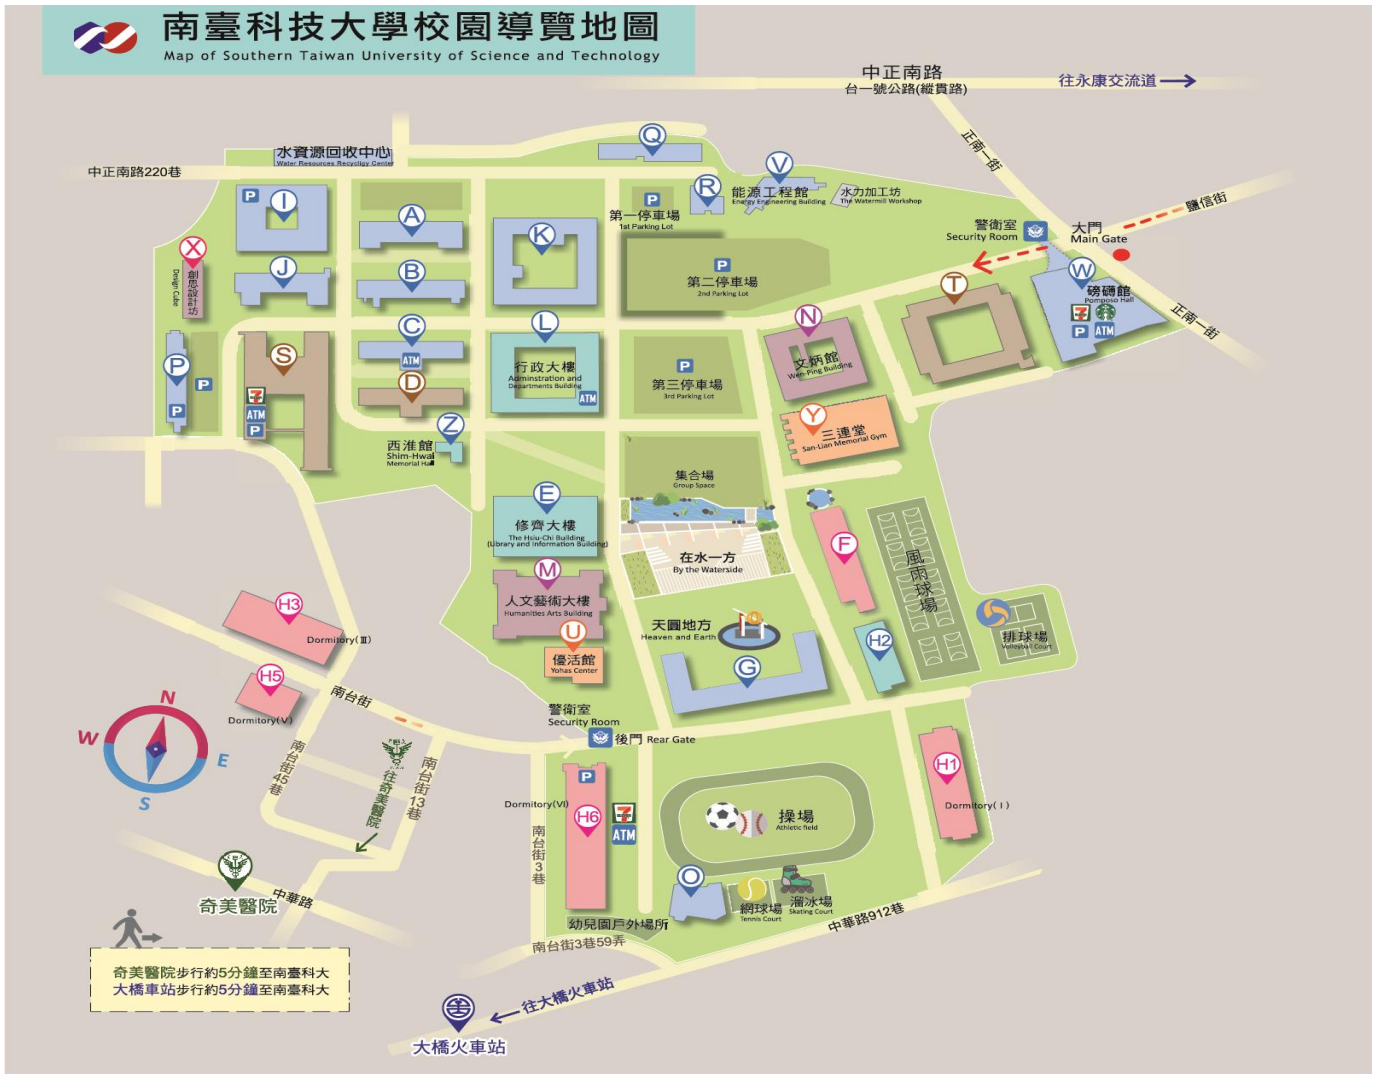 南臺科技大學校園導覽地圖
Map of Southern Taiwan University of Science and Technology
中正南路
台一號公路(縱貫路)
往永康交流道
正南一街
鹽信街
正南一街
中正南路220巷
水資源回收中心
Water Resources Recycligy Center
Q
V
R
能源工程館
Energy Engineering Building
水力加工坊
The Watermill Workshop
P
I
A
K
P
第一停車場
1st Parking Lot
警衛室
Security Room
大門
Main Gate
X
創思設計坊
Design Cube
J
B
P
第二停車場
2nd Parking Lot
T
W
磅礴館
Pomposo Hall
7
P
ATM
P
P
P
S
7
ATM
P
C
ATM
D
L
行政大樓
Adminstration and
Departments Building
ATM
P
第三停車場
3rd Parking Lot
N
文炳館
Wen-Ping Building
Y
三連堂
San-Lian Memorial Gym
Z
西淮館
Shim-Hwai
Memorial Hall
集合場
Group Space
E
修齊大樓
The Hsiu-Chi Building
(Library and Information Building)
在水一方
By the Waterside
F
風雨球場
M
人文藝術大樓
Humanities Arts Building
天圓地方
Heaven and Earth
H2
排球場
Volleyball Court
U
優活館
Yohas Center
G
H3
Dormitory(Ⅲ)
H5
Dormitory(Ⅴ)
南台街
警衛室
Security Room
後門 Rear Gate
N
W
E
S
南台街45巷
往奇美醫院
南台街13巷
P
Dormitory(Ⅵ)
H6
7
ATM
南台街3巷
操場
Athletic field
H1
Dormitory(Ⅰ)
O
網球場
Tennis Court
溜冰場
Skating Court
幼兒園戶外場所
南台街3巷59弄
中華路912巷
奇美醫院
中華路
奇美醫院步行約5分鐘至南臺科大
大橋車站步行約5分鐘至南臺科大
往大橋火車站
大橋火車站